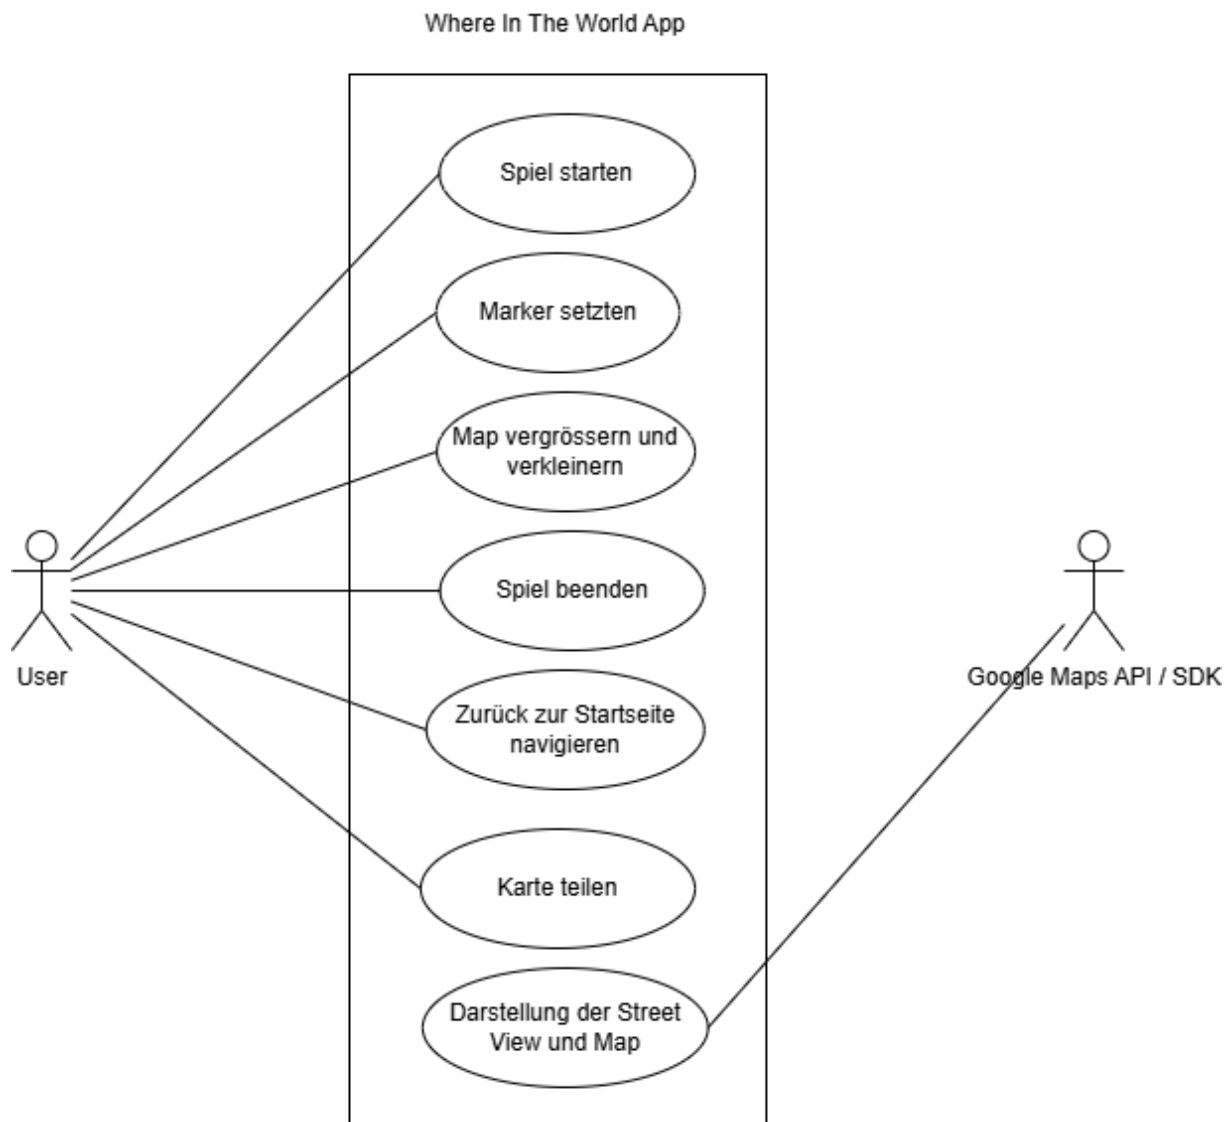 Where In The World App
Spiel starten
Marker setzten
Map vergrössern und
verkleinern
Spiel beenden
User
Google Maps API / SDK
Zurück zur Startseite
navigieren
Karte teilen
Darstellung der Street
View und Map